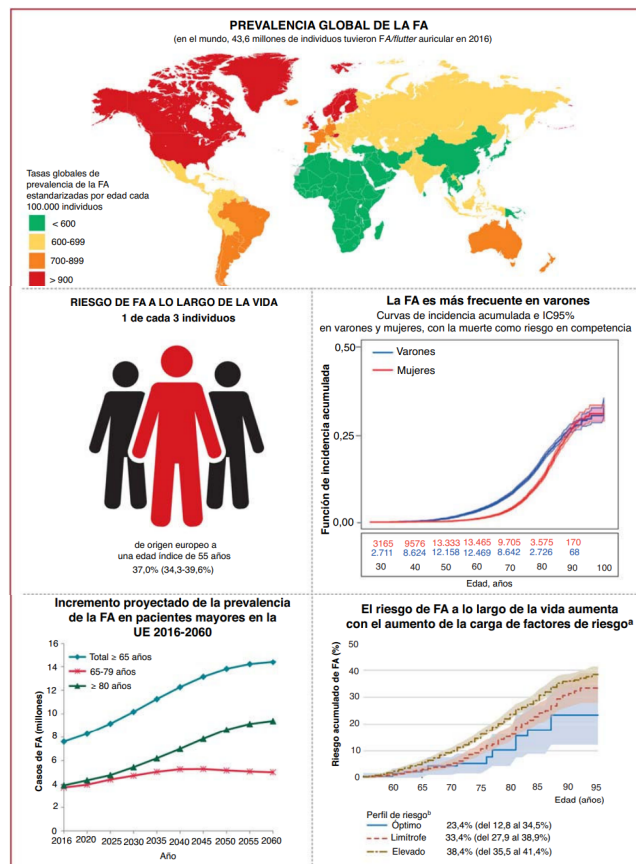 PREVALENCIA GLOBAL DE LA FA
(en el mundo, 43,6 millones de individuos tuvieron FA/flutter auricular en 2016)
Tasas globales de
prevalencia de la FA
estandarizadas por edad cada
100.000 individuos
< 600
600-699
700-899
> 900
RIESGO DE FA A LO LARGO DE LA VIDA
1 de cada 3 individuos
de origen europeo a
una edad índice de 55 años
37,0% (34,3-39,6%)
La FA es más frecuente en varones
Curvas de incidencia acumulada e IC95%
en varones y mujeres, con la muerte como riesgo en competencia
Función de incidencia acumulada
0,50
0,25
0,00
Varones
Mujeres
3165 9576 13.333 13.465 9.705 3.575 170
2.711 8.624 12.158 12.469 8.642 2.726 68
30 40 50 60 70 80 90 100
Edad, años
Incremento proyectado de la prevalencia
de la FA en pacientes mayores en la
UE 2016-2060
Casos de FA (millones)
16
14
12
10
8
6
4
2
0
Total ≥ 65 años
65-79 años
≥ 80 años
2016 2020 2025 2030 2035 2040 2045 2050 2055 2060
Año
El riesgo de FA a lo largo de la vida aumenta
con el aumento de la carga de factores de riesgoª
Riesgo acumulado de FA (%)
50
40
30
20
10
0
60 65 70 75 80 85 90 95
Edad (años)
Perfil de riesgoᵇ
Óptimo 23,4% (del 12,8 al 34,5%)
Limítrofe 33,4% (del 27,9 al 38,9%)
Elevado 38,4% (del 35,5 al 41,4%)